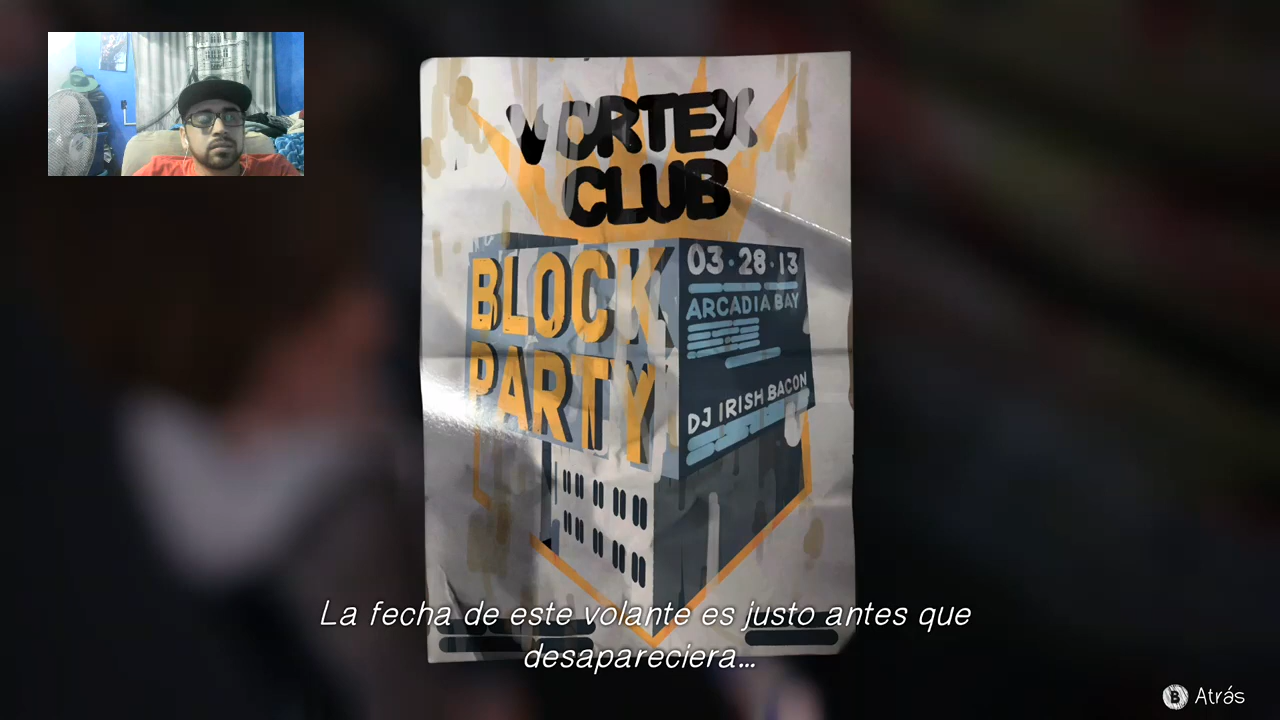 VORTEX
CLUB
BLOCK
PARTY
03·28·13
ARCADIA BAY
DJ IRISH BACON
La fecha de este volante es justo antes que
desapareciera...
B Atrás